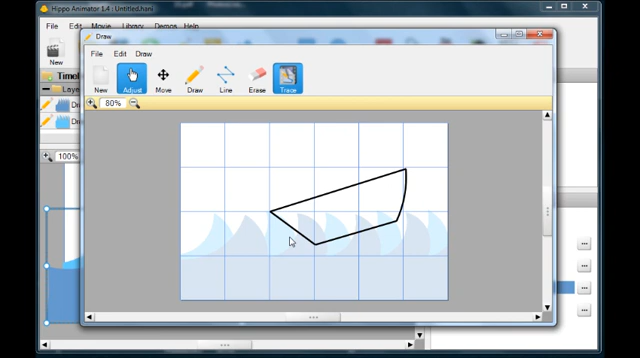 Hippo Animator 1.4 : Untitled.hani
File Edit Movie Library Demos Help
New
Timel
Laye
Dr
Dr
100%
Draw
File Edit Draw
New Adjust Move Draw Line Erase Trace
80%